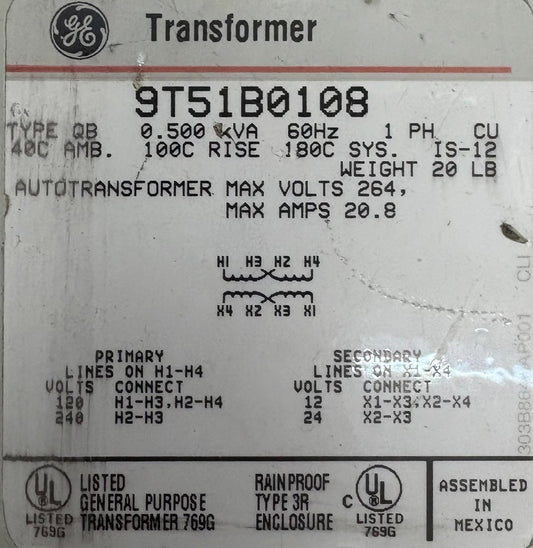 GE Transformer
9T51B0108
TYPE QB 0.500 kVA 60Hz 1 PH CU
40C AMB. 100C RISE 180C SYS. IS-12
WEIGHT 20 LB
AUTOTRANSFORMER MAX VOLTS 264,
MAX AMPS 20.8
H1 H3 H2 H4
X4 X2 X3 X1
PRIMARY
LINES ON H1-H4
VOLTS CONNECT
120 H1-H3,H2-H4
240 H2-H3
SECONDARY
LINES ON X1-X4
VOLTS CONNECT
12 X1-X3,X2-X4
24 X2-X3
CLI
UL
LISTED
769G
LISTED
GENERAL PURPOSE
TRANSFORMER 769G
RAINPROOF
TYPE 3R
ENCLOSURE
C UL
LISTED
769G
ASSEMBLED
IN
MEXICO